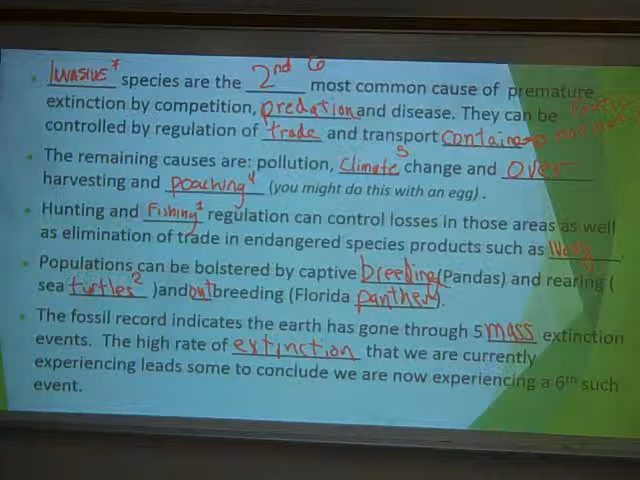 • Invasive* species are the 2nd 6 most common cause of premature
extinction by competition, predation and disease. They can be
controlled by regulation of trade and transport
The remaining causes are: pollution, climate 5 change and over
harvesting and poaching 4 (you might do this with an egg) .
• Hunting and Fishing 1 regulation can control losses in those areas as well
as elimination of trade in endangered species products such as Ivory.
• Populations can be bolstered by captive breeding (Pandas) and rearing (
sea turtles 2 )and outbreeding (Florida panther).
• The fossil record indicates the earth has gone through 5 mass extinction
events. The high rate of extinction that we are currently
experiencing leads some to conclude we are now experiencing a 6th such
event.